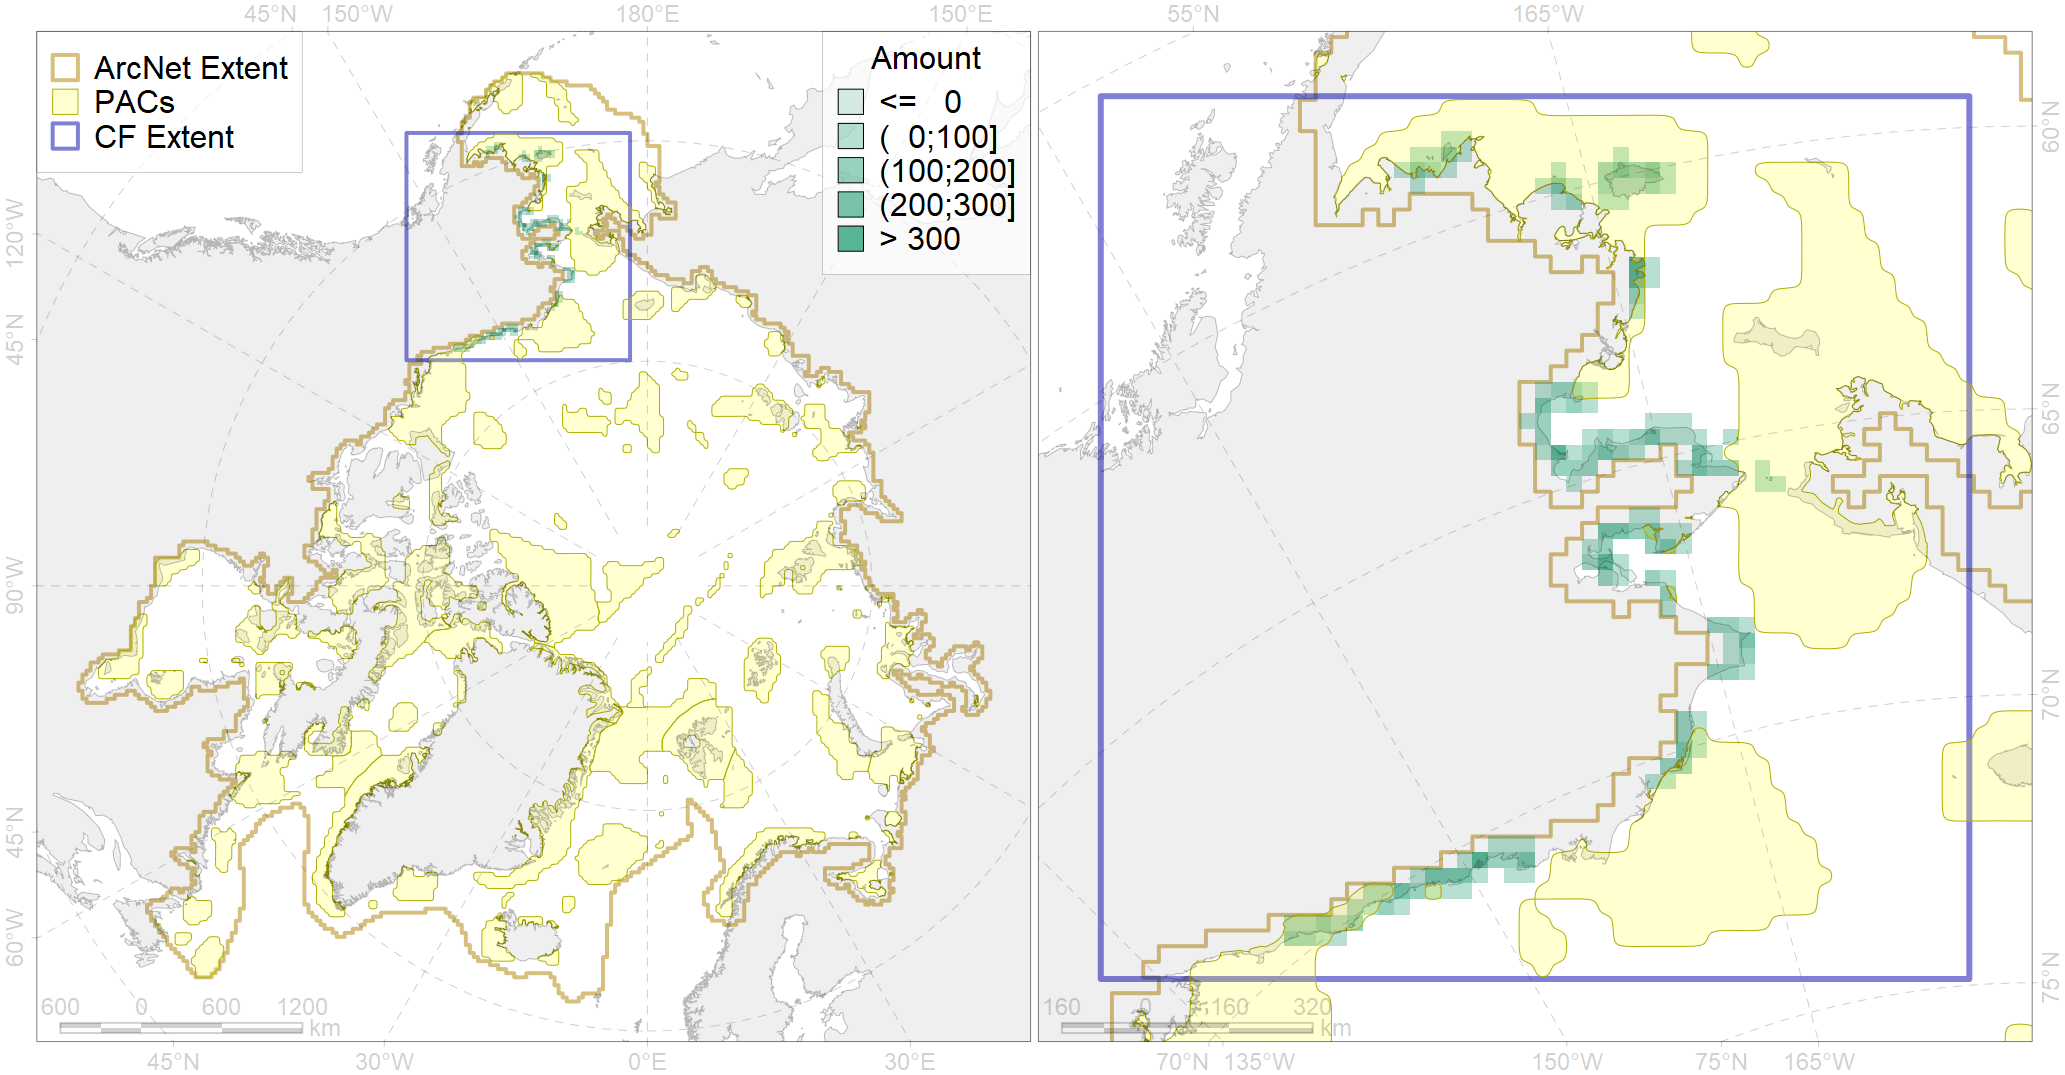 45°N 150°W 180°E 150°E 55°N 165°W
ArcNet Extent
PACs
CF Extent
Amount
<= 0
( 0;100]
(100;200]
(200;300]
> 300
120°W
45°N
90°W
45°N
60°W
60°N
65°N
70°N
75°N
600 0 600 1200
km
160 0 160 320
km
45°N 30°W 0°E 30°E 70°N 135°W 150°W 75°N 165°W